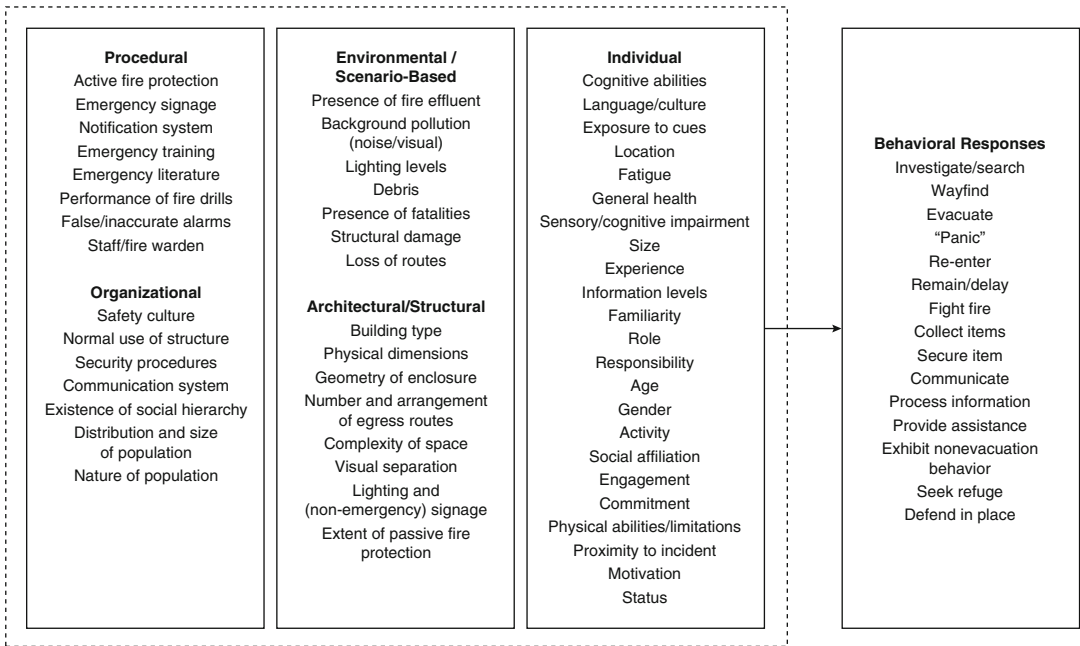 Procedural
Active fire protection
Emergency signage
Notification system
Emergency training
Emergency literature
Performance of fire drills
False/inaccurate alarms
Staff/fire warden
Organizational
Safety culture
Normal use of structure
Security procedures
Communication system
Existence of social hierarchy
Distribution and size
of population
Nature of population
Environmental /
Scenario-Based
Presence of fire effluent
Background pollution
(noise/visual)
Lighting levels
Debris
Presence of fatalities
Structural damage
Loss of routes
Architectural/Structural
Building type
Physical dimensions
Geometry of enclosure
Number and arrangement
of egress routes
Complexity of space
Visual separation
Lighting and
(non-emergency) signage
Extent of passive fire
protection
Individual
Cognitive abilities
Language/culture
Exposure to cues
Location
Fatigue
General health
Sensory/cognitive impairment
Size
Experience
Information levels
Familiarity
Role
Responsibility
Age
Gender
Activity
Social affiliation
Engagement
Commitment
Physical abilities/limitations
Proximity to incident
Motivation
Status
Behavioral Responses
Investigate/search
Wayfind
Evacuate
“Panic”
Re-enter
Remain/delay
Fight fire
Collect items
Secure item
Communicate
Process information
Provide assistance
Exhibit nonevacuation
behavior
Seek refuge
Defend in place